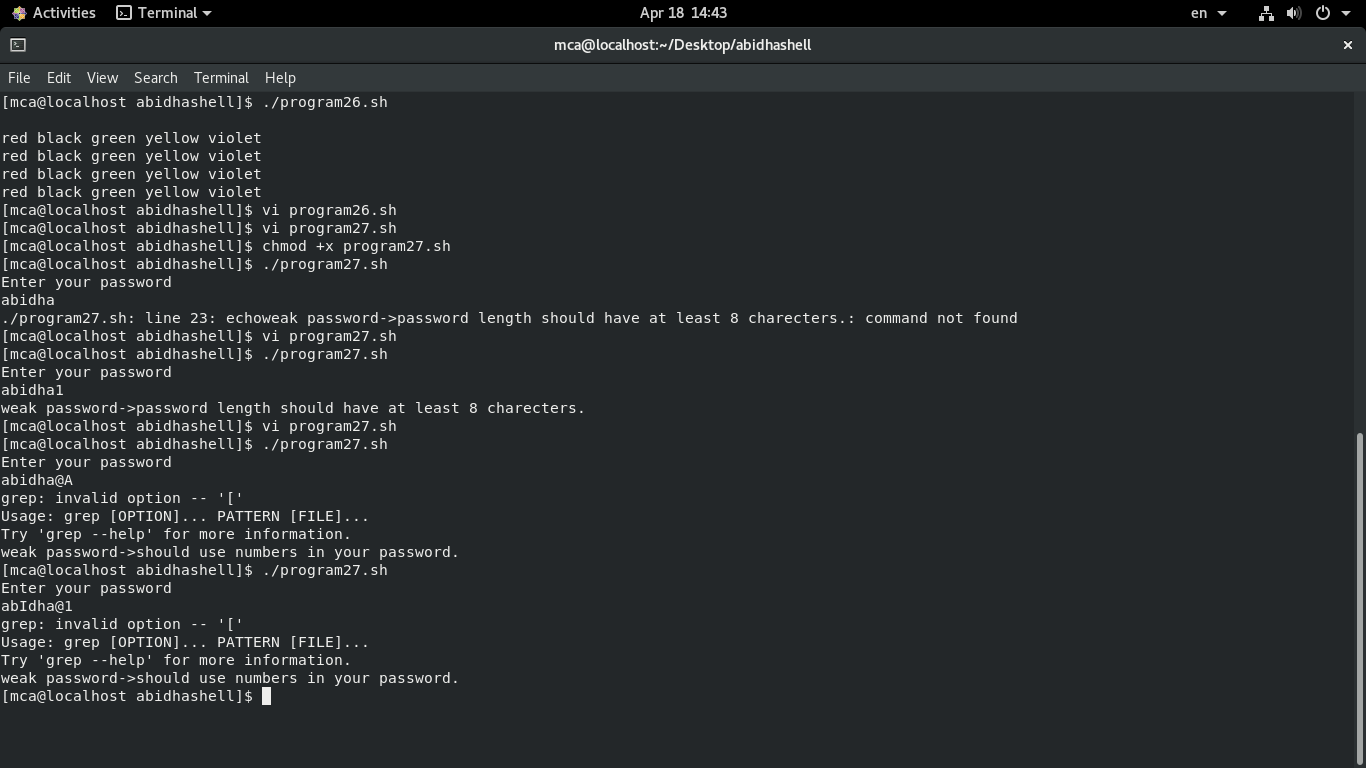 Activities Terminal Apr 18 14:43 en
mca@localhost:~/Desktop/abidhashell
File Edit View Search Terminal Help
[mca@localhost abidhashell]$ ./program26.sh
red black green yellow violet
red black green yellow violet
red black green yellow violet
red black green yellow violet
[mca@localhost abidhashell]$ vi program26.sh
[mca@localhost abidhashell]$ vi program27.sh
[mca@localhost abidhashell]$ chmod +x program27.sh
[mca@localhost abidhashell]$ ./program27.sh
Enter your password
abidha
./program27.sh: line 23: echoweak password->password length should have at least 8 charecters.: command not found
[mca@localhost abidhashell]$ vi program27.sh
[mca@localhost abidhashell]$ ./program27.sh
Enter your password
abidha1
weak password->password length should have at least 8 charecters.
[mca@localhost abidhashell]$ vi program27.sh
[mca@localhost abidhashell]$ ./program27.sh
Enter your password
abidha@A
grep: invalid option -- '['
Usage: grep [OPTION]... PATTERN [FILE]...
Try 'grep --help' for more information.
weak password->should use numbers in your password.
[mca@localhost abidhashell]$ ./program27.sh
Enter your password
abIdha@1
grep: invalid option -- '['
Usage: grep [OPTION]... PATTERN [FILE]...
Try 'grep --help' for more information.
weak password->should use numbers in your password.
[mca@localhost abidhashell]$